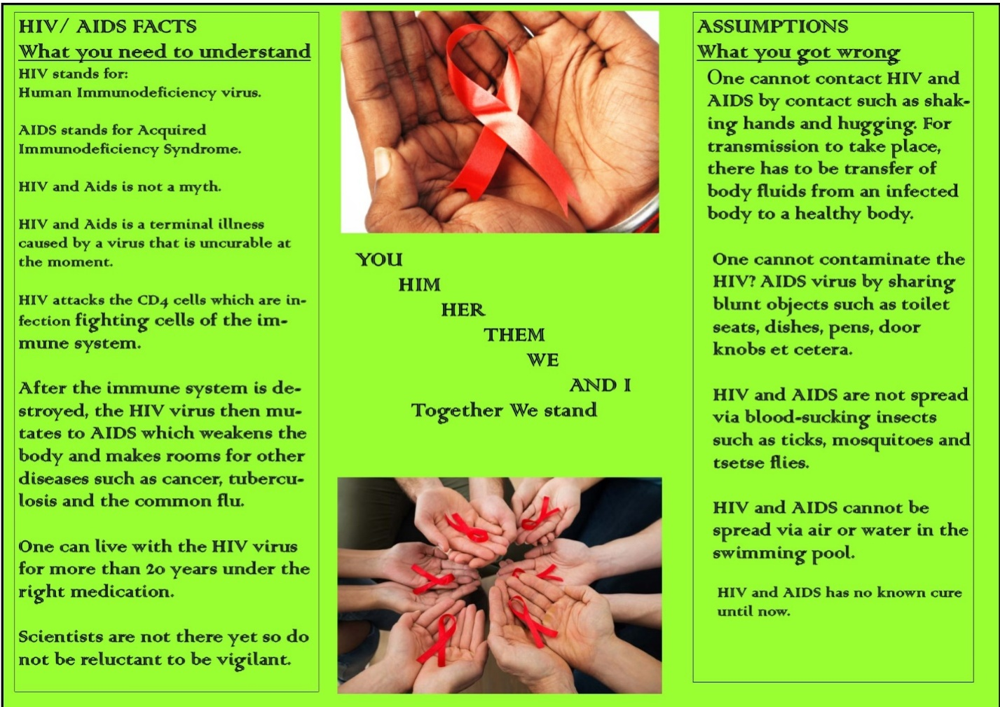 HIV/ AIDS FACTS
What you need to understand
HIV stands for:
Human Immunodeficiency virus.
AIDS stands for Acquired
Immunodeficiency Syndrome.
HIV and Aids is not a myth.
HIV and Aids is a terminal illness
caused by a virus that is uncurable at
the moment.
HIV attacks the CD4 cells which are in-
fection fighting cells of the im-
mune system.
After the immune system is de-
stroyed, the HIV virus then mu-
tates to AIDS which weakens the
body and makes rooms for other
diseases such as cancer, tubercu-
losis and the common flu.
One can live with the HIV virus
for more than 20 years under the
right medication.
Scientists are not there yet so do
not be reluctant to be vigilant.
YOU
HIM
HER
THEM
WE
AND I
Together We stand
ASSUMPTIONS
What you got wrong
One cannot contact HIV and
AIDS by contact such as shak-
ing hands and hugging. For
transmission to take place,
there has to be transfer of
body fluids from an infected
body to a healthy body.
One cannot contaminate the
HIV? AIDS virus by sharing
blunt objects such as toilet
seats, dishes, pens, door
knobs et cetera.
HIV and AIDS are not spread
via blood-sucking insects
such as ticks, mosquitoes and
tsetse flies.
HIV and AIDS cannot be
spread via air or water in the
swimming pool.
HIV and AIDS has no known cure
until now.